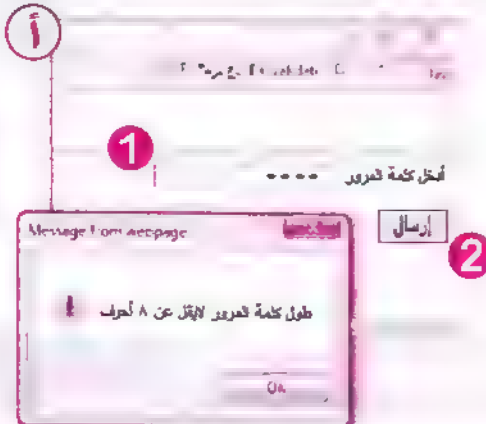 أ
1
أدخل كلمة المرور
إرسال
2
Message from webpage
طول كلمة المرور لايقل عن ٨ أحرف
OK